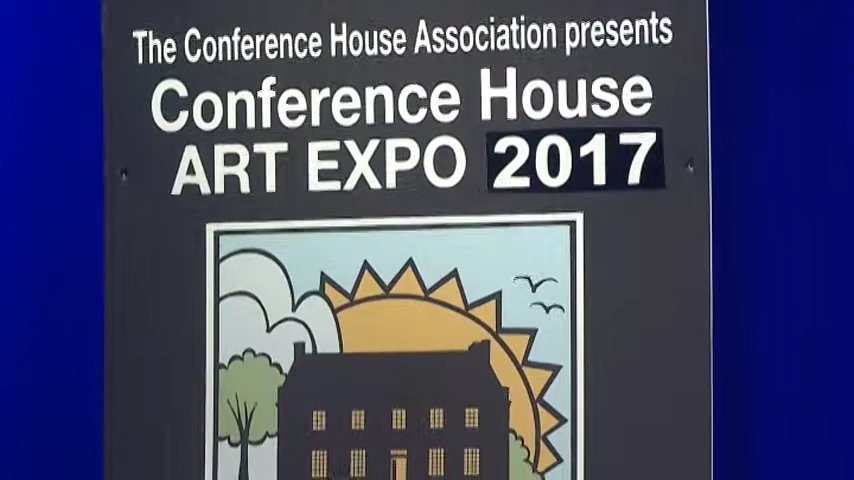 The Conference House Association presents
Conference House
ART EXPO 2017